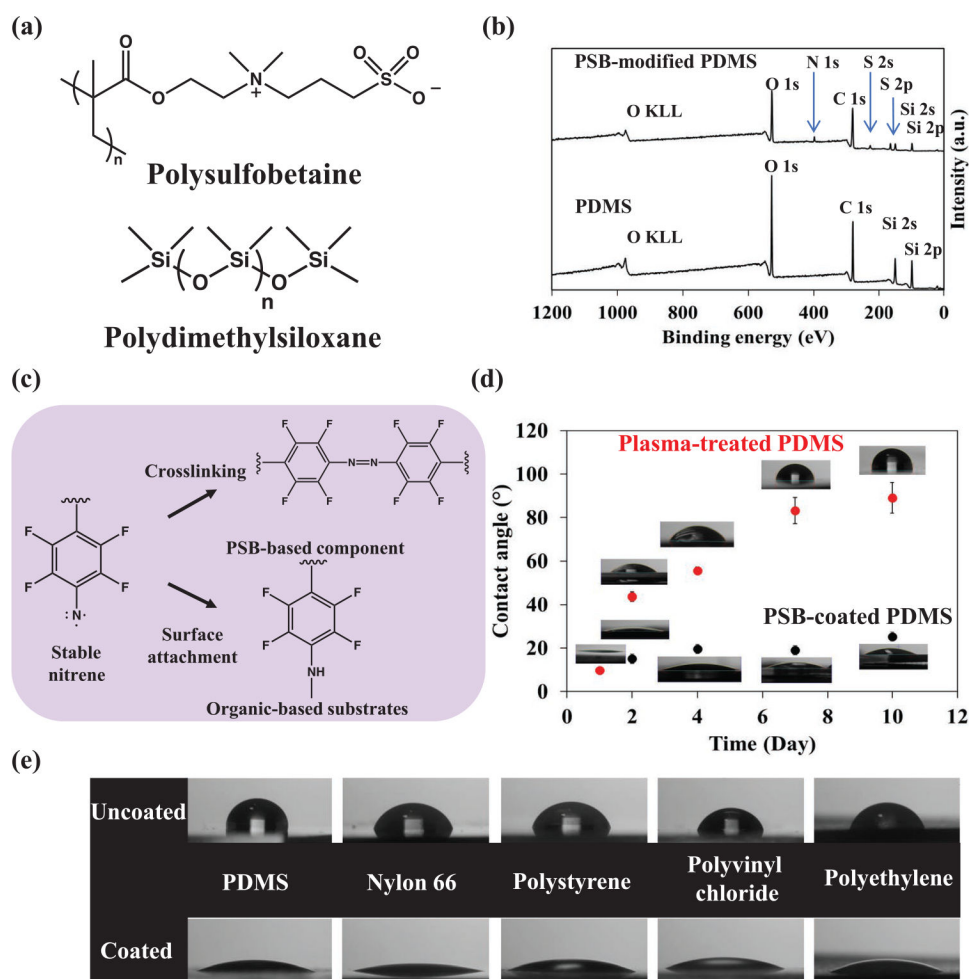 (a)
O
O
N
+
O
S
O
O−
n
Polysulfobetaine
Si
O
Si
O
Si
n
Polydimethylsiloxane
(b)
PSB-modified PDMS
N 1s
S 2s
S 2p
O 1s
C 1s
Si 2s
Si 2p
O KLL
O 1s
PDMS
C 1s
Si 2s
Si 2p
O KLL
1200 1000 800 600 400 200 0
Binding energy (eV)
Intensity (a.u.)
(c)
F F F F
Crosslinking
N=N
F F F F
F F
F F
:N·
·
Stable
nitrene
PSB-based component
Surface
attachment
F F
F F
NH
Organic-based substrates
(d)
120
100
80
60
40
20
0
Contact angle (°)
Plasma-treated PDMS
PSB-coated PDMS
0 2 4 6 8 10 12
Time (Day)
(e)
Uncoated
PDMS
Nylon 66
Polystyrene
Polyvinyl
chloride
Polyethylene
Coated